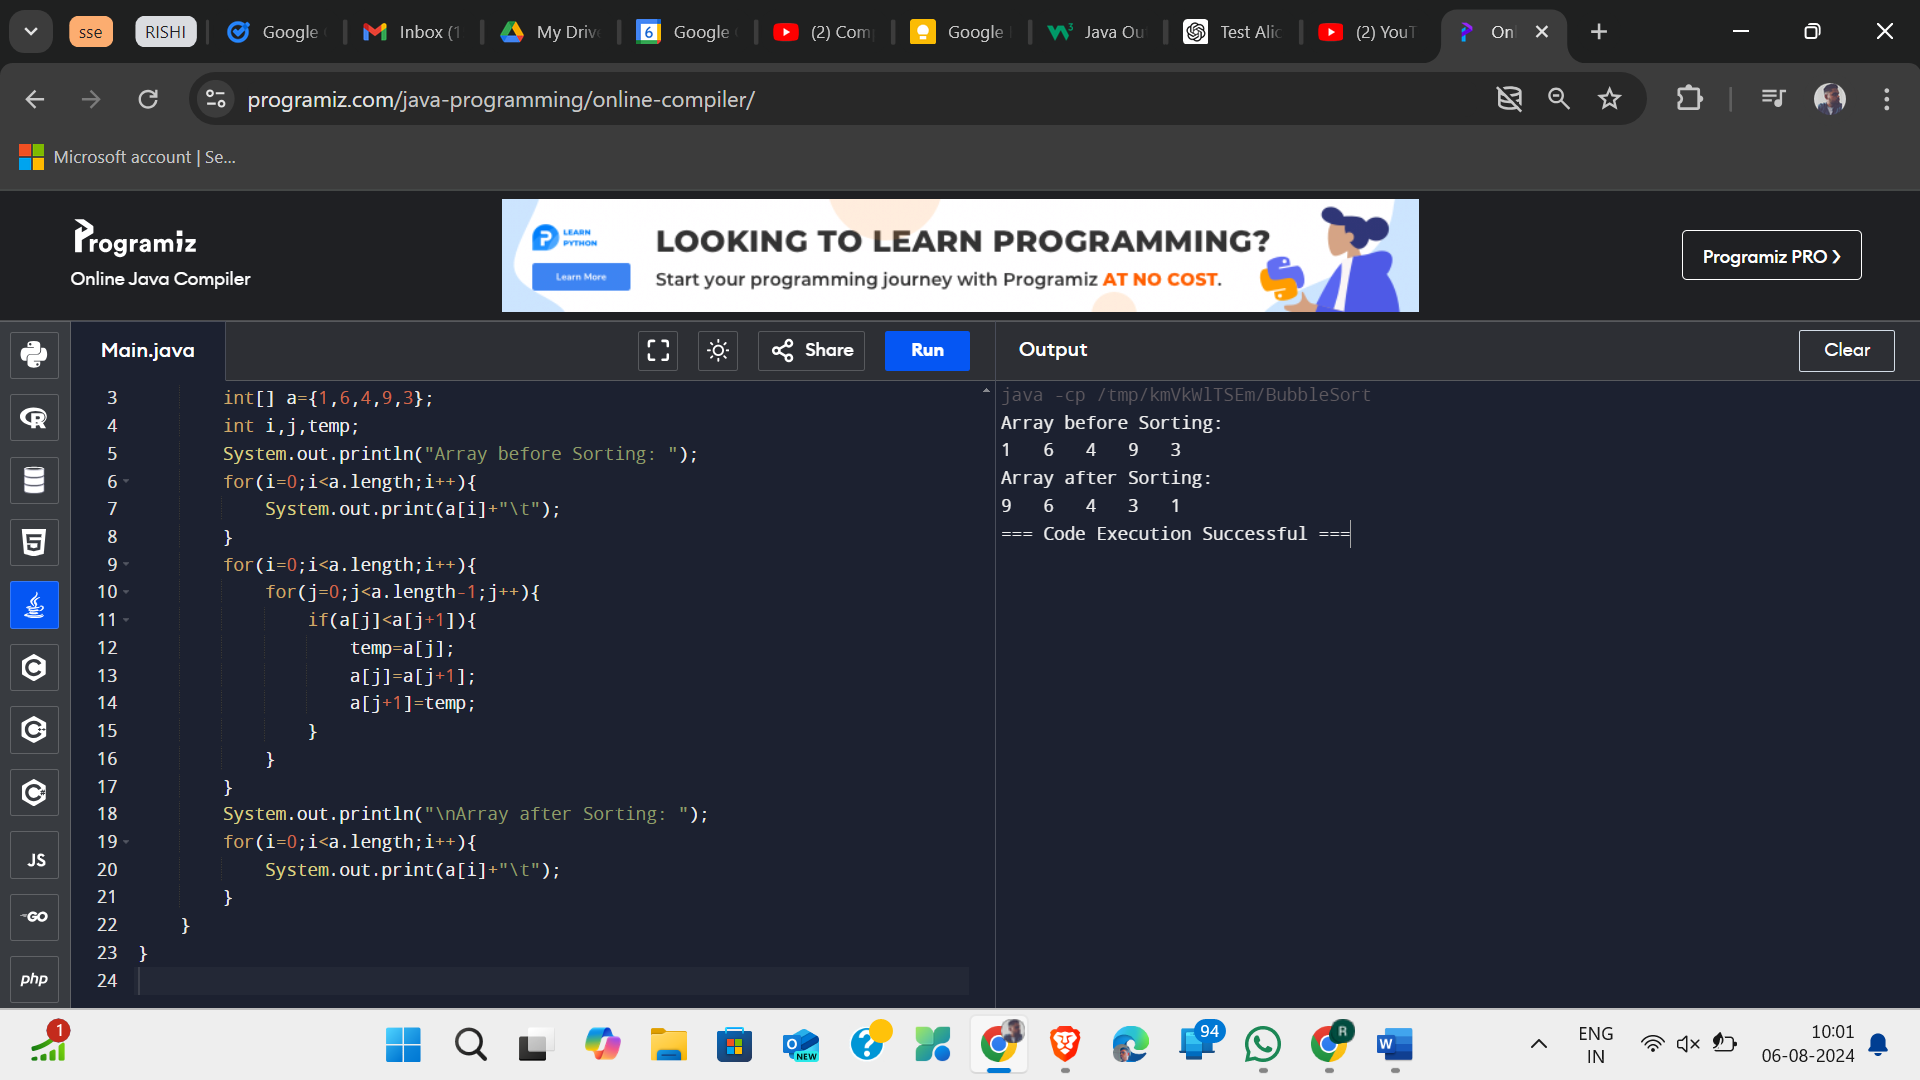 sse
RISHI
Google
Inbox (1
My Driv
6
Google
(2) Com
Google
Java Ou
Test Alic
(2) YouT
On
programiz.com/java-programming/online-compiler/
Microsoft account | Se...
Programiz
Online Java Compiler
LEARN
PYTHON
Learn More
LOOKING TO LEARN PROGRAMMING?
Start your programming journey with Programiz AT NO COST.
Programiz PRO
Main.java
Share
Run
Output
Clear
3 int[] a={1,6,4,9,3};
4 int i,j,temp;
5 System.out.println("Array before Sorting: ");
6 for(i=0;i<a.length;i++){
7 System.out.print(a[i]+"\t");
8 }
9 for(i=0;i<a.length;i++){
10 for(j=0;j<a.length-1;j++){
11 if(a[j]<a[j+1]){
12 temp=a[j];
13 a[j]=a[j+1];
14 a[j+1]=temp;
15 }
16 }
17 }
18 System.out.println("\nArray after Sorting: ");
19 for(i=0;i<a.length;i++){
20 System.out.print(a[i]+"\t");
21 }
22 }
23 }
24
java -cp /tmp/kmVkWlTSEm/BubbleSort
Array before Sorting:
1 6 4 9 3
Array after Sorting:
9 6 4 3 1
=== Code Execution Successful ===
R
5
C
C
C
JS
GO
php
1
NEW
94
R
W
ENG
IN
10:01
06-08-2024